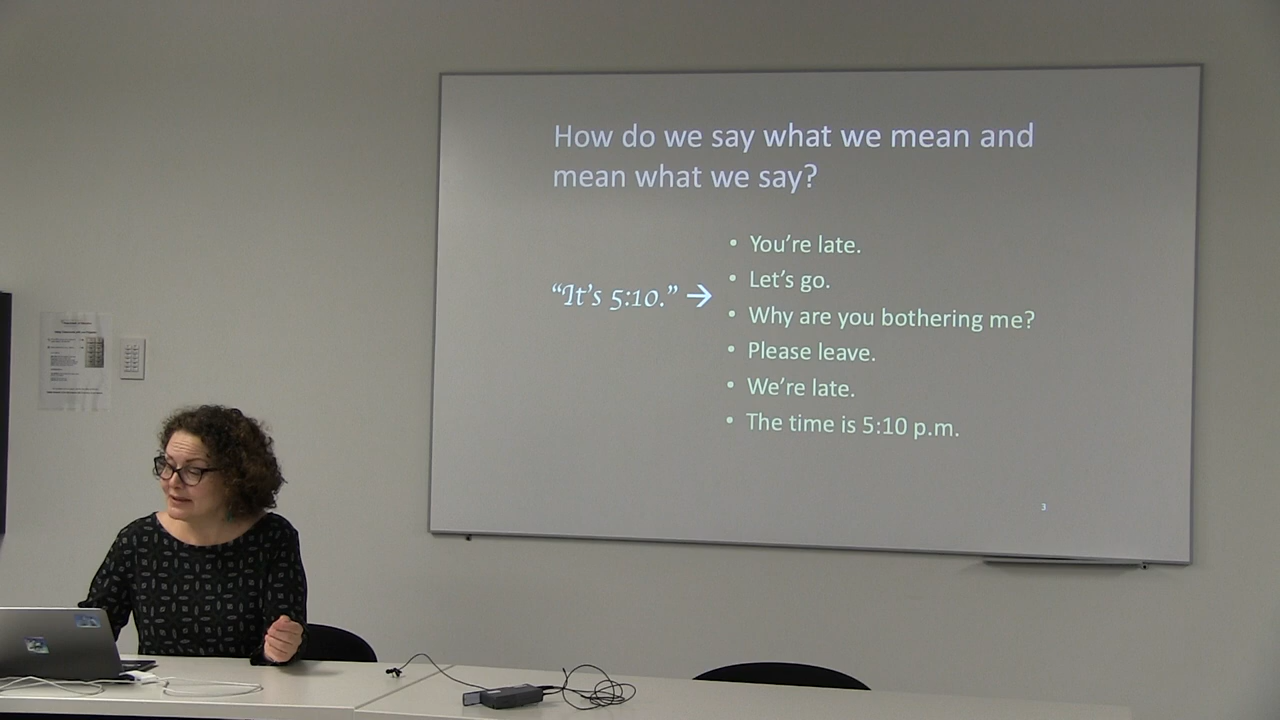 How do we say what we mean and
mean what we say?
“It’s 5:10.” →
• You’re late.
• Let’s go.
• Why are you bothering me?
• Please leave.
• We’re late.
• The time is 5:10 p.m.
3